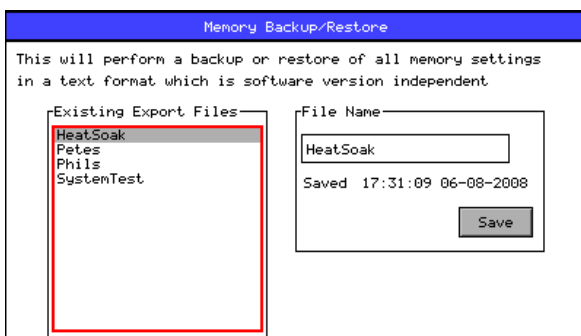 Memory Backup/Restore
This will perform a backup or restore of all memory settings
in a text format which is software version independent
Existing Export Files
HeatSoak
Petes
Phils
SystemTest
File Name
HeatSoak
Saved 17:31:09 06-08-2008
Save